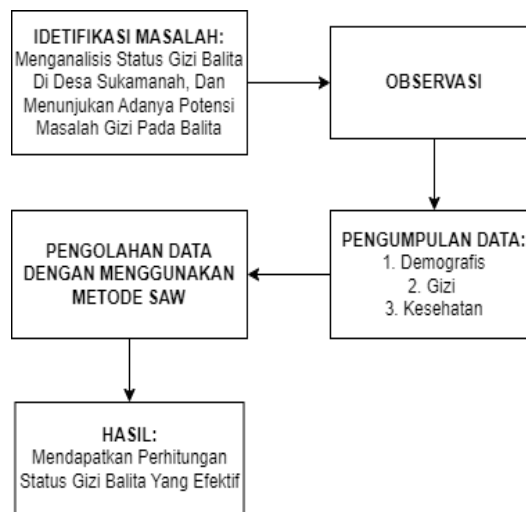 IDETIFIKASI MASALAH:
Menganalisis Status Gizi Balita
Di Desa Sukamanah, Dan
Menunjukan Adanya Potensi
Masalah Gizi Pada Balita
OBSERVASI
PENGUMPULAN DATA:
1. Demografis
2. Gizi
3. Kesehatan
PENGOLAHAN DATA
DENGAN MENGGUNAKAN
METODE SAW
HASIL:
Mendapatkan Perhitungan
Status Gizi Balita Yang Efektif